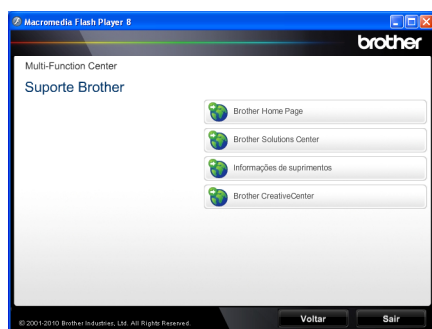 Macromedia Flash Player 8
brother
Multi-Function Center
Suporte Brother
Brother Home Page
Brother Solutions Center
Informações de suprimentos
Brother CreativeCenter
© 2001-2010 Brother Industries, Ltd. All Rights Reserved.
Voltar
Sair